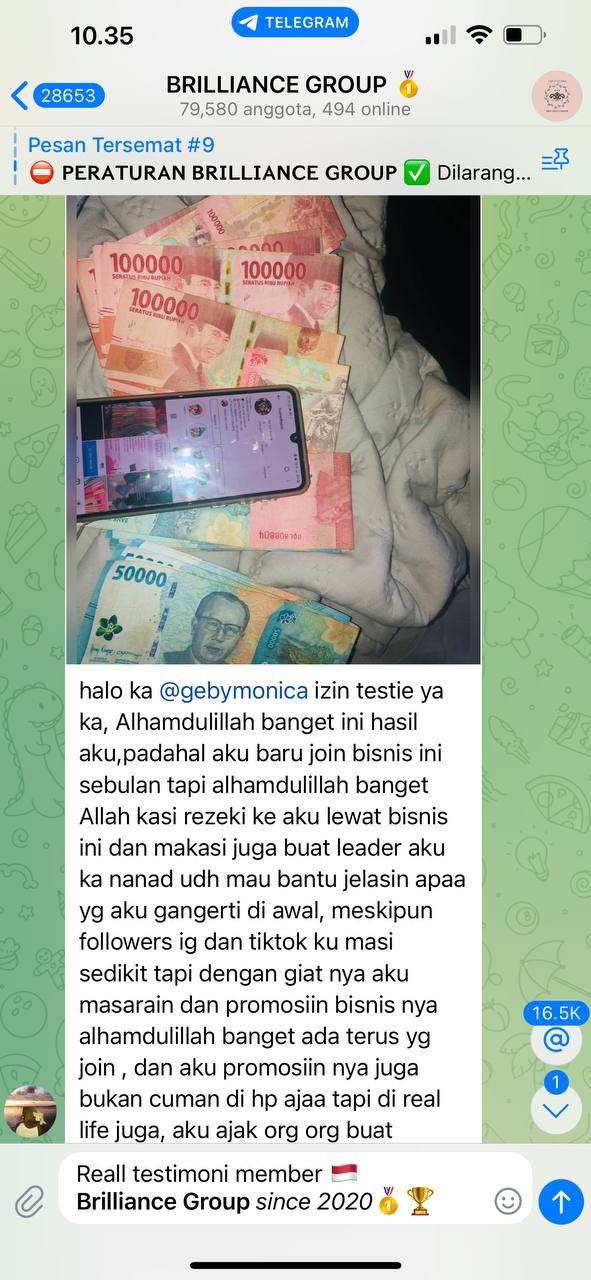 10.35
TELEGRAM
28653
BRILLIANCE GROUP 🏅
79,580 anggota, 494 online
Pesan Tersemat #9
⛔ PERATURAN BRILLIANCE GROUP ✅ Dilarang...
100000
100000
SERATUS RIBU RUPIAH
100000
SERATUS RIBU RUPIAH
100000
SERATUS RIBU RUPIAH
50000
50000
halo ka @gebymonica izin testie ya
ka, Alhamdulillah banget ini hasil
aku,padahal aku baru join bisnis ini
sebulan tapi alhamdulillah banget
Allah kasi rezeki ke aku lewat bisnis
ini dan makasi juga buat leader aku
ka nanad udh mau bantu jelasin apaa
yg aku gangerti di awal, meskipun
followers ig dan tiktok ku masi
sedikit tapi dengan giat nya aku
masarain dan promosiin bisnis nya
alhamdulillah banget ada terus yg
join , dan aku promosiin nya juga
bukan cuman di hp ajaa tapi di real
life juga, aku ajak org org buat
16.5K
@
1
Reall testimoni member 🇮🇩
Brilliance Group since 2020 🏅🏆